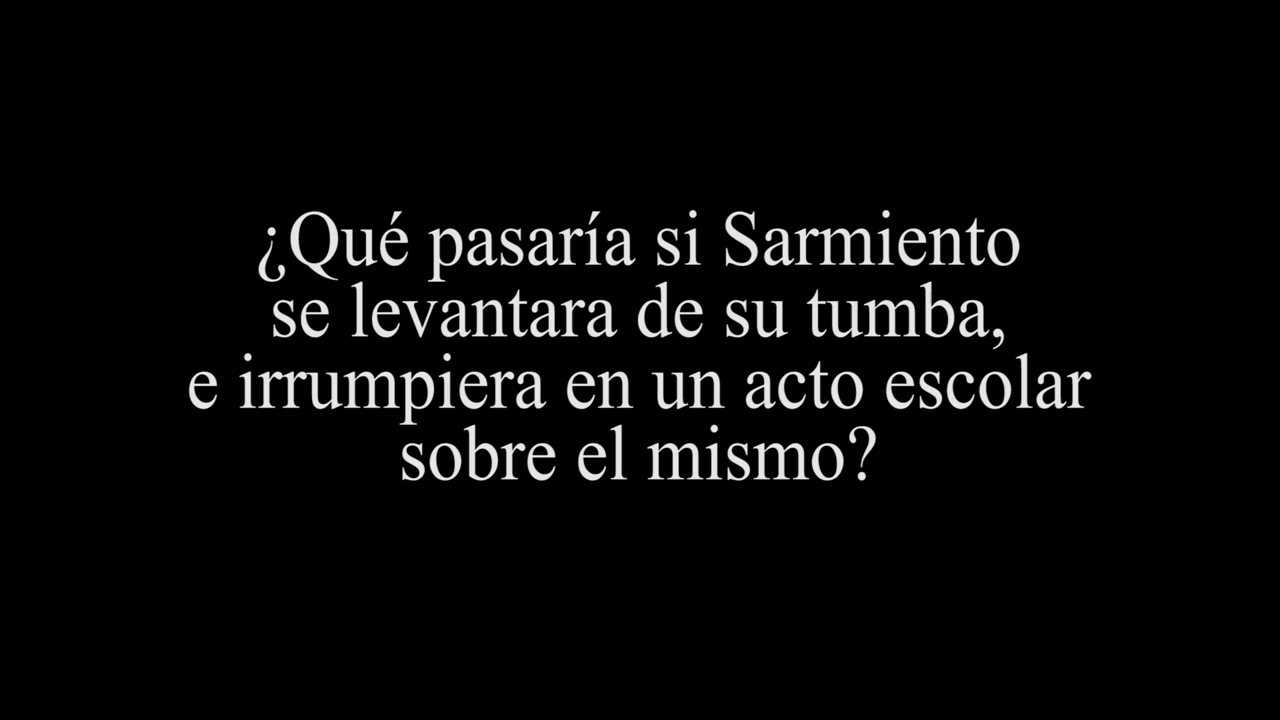 ¿Qué pasaría si Sarmiento
se levantara de su tumba,
e irrumpiera en un acto escolar
sobre el mismo?